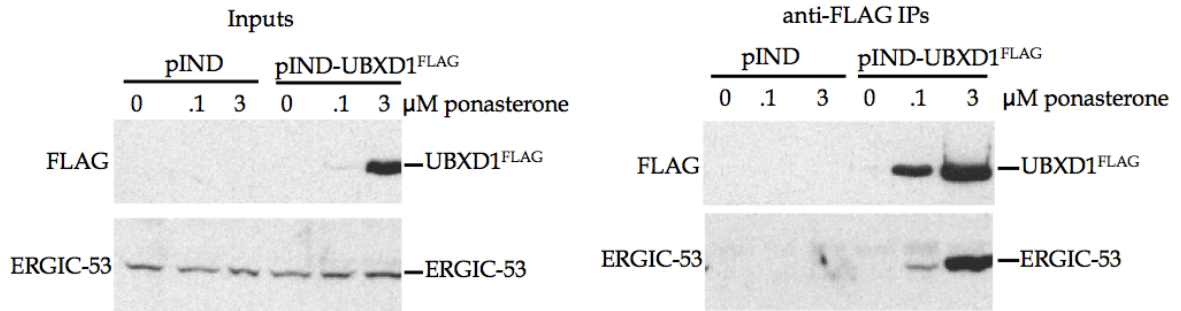 Inputs
pIND pIND-UBXD1FLAG
0 .1 3 0 .1 3 μM ponasterone
FLAG UBXD1FLAG
ERGIC-53 ERGIC-53
anti-FLAG IPs
pIND pIND-UBXD1FLAG
0 .1 3 0 .1 3 μM ponasterone
FLAG UBXD1FLAG
ERGIC-53 ERGIC-53